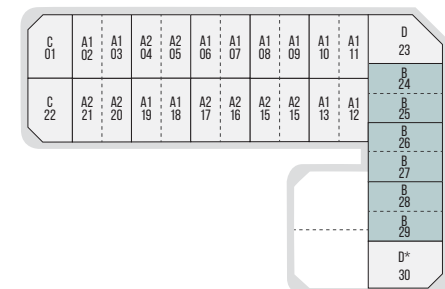 C A1 A1 A2 A2 A1 A1 A1 A1 A1 A1 D
01 02 03 04 05 06 07 08 09 10 11 23
B
24
C A2 A2 A1 A1 A2 A2 A2 A2 A1 A1 B
22 21 20 19 18 17 16 15 15 13 12 25
B
26
B
27
B
28
B
29
D*
30